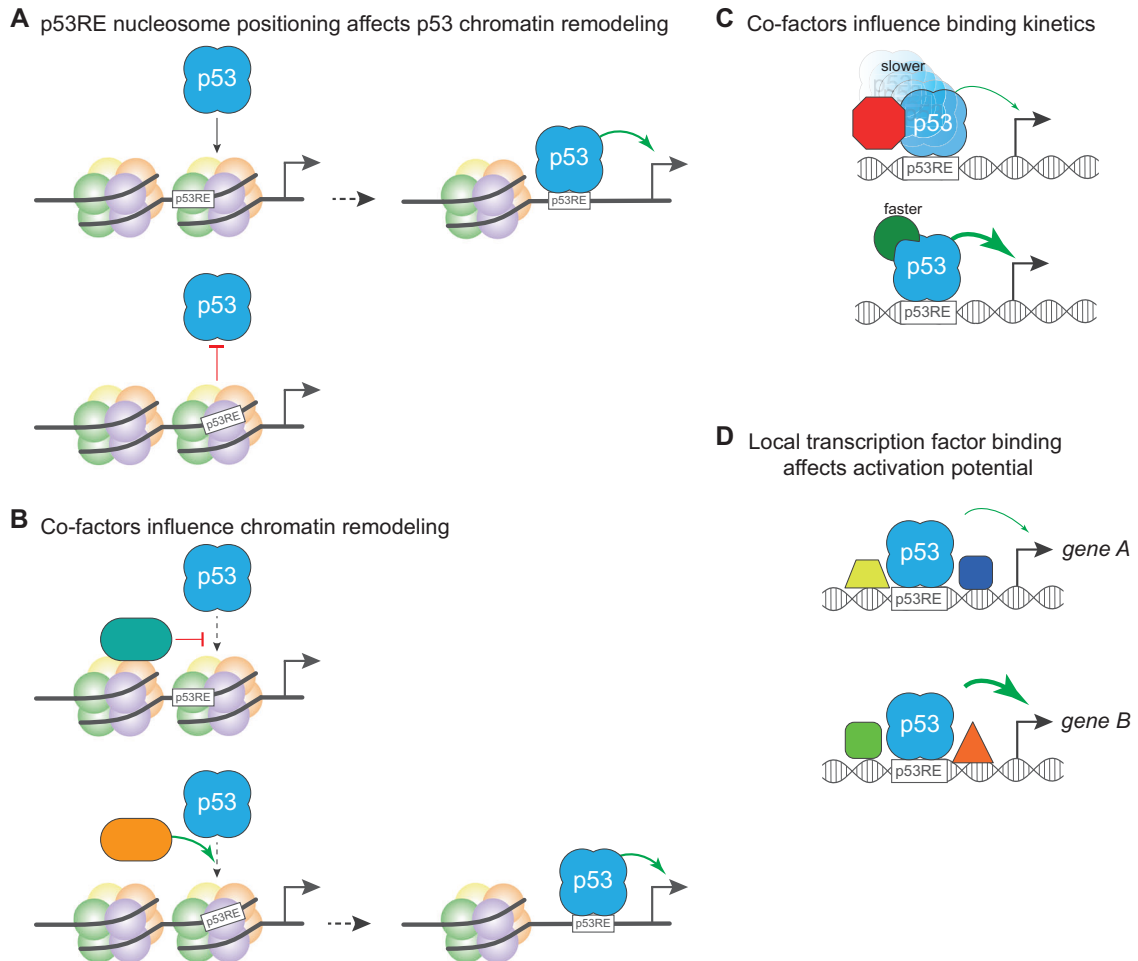 A p53RE nucleosome positioning affects p53 chromatin remodeling
p53
p53
p53RE
p53RE
p53
p53RE
B Co-factors influence chromatin remodeling
p53
p53RE
p53
p53
p53RE
p53RE
C Co-factors influence binding kinetics
slower
p53
p53RE
faster
p53
p53RE
D Local transcription factor binding
affects activation potential
p53
gene A
p53RE
p53
gene B
p53RE